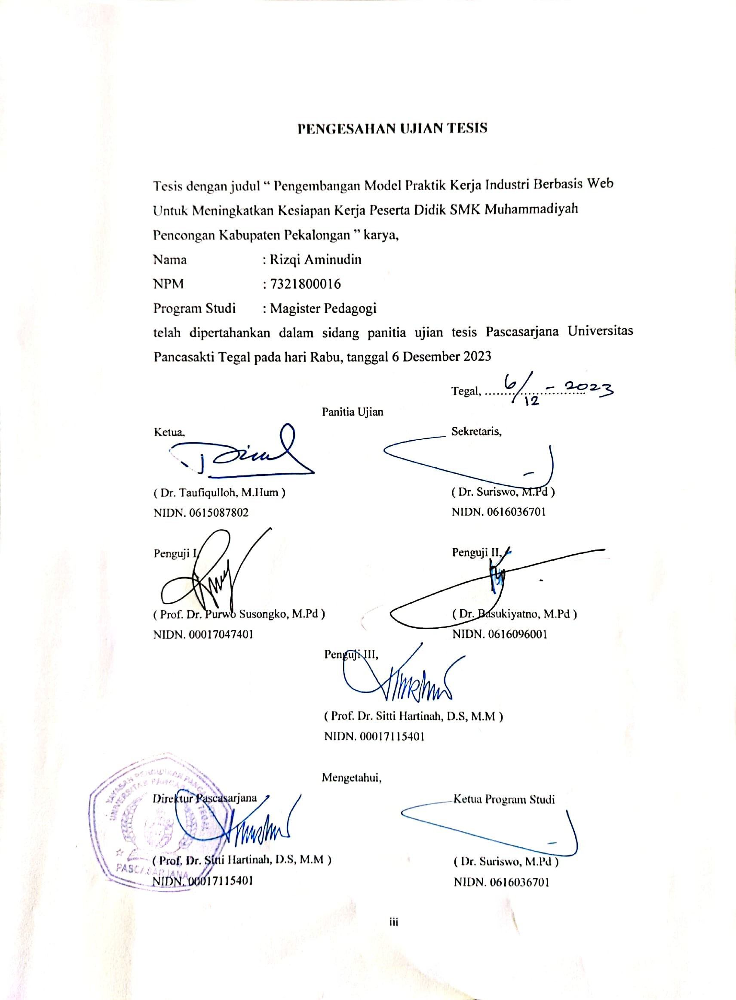 PENGESAHAN UJIAN TESIS
Tesis dengan judul “ Pengembangan Model Praktik Kerja Industri Berbasis Web
Untuk Meningkatkan Kesiapan Kerja Peserta Didik SMK Muhammadiyah
Pencongan Kabupaten Pekalongan ” karya,
Nama : Rizqi Aminudin
NPM : 7321800016
Program Studi : Magister Pedagogi
telah dipertahankan dalam sidang panitia ujian tesis Pascasarjana Universitas
Pancasakti Tegal pada hari Rabu, tanggal 6 Desember 2023
Tegal, 6/12 - 2023
Panitia Ujian
Ketua, Sekretaris,
( Dr. Taufiqulloh, M.Hum ) ( Dr. Suriswo, M.Pd )
NIDN. 0615087802 NIDN. 0616036701
Penguji I, Penguji II,
( Prof. Dr. Purwo Susongko, M.Pd ) ( Dr. Basukiyatno, M.Pd )
NIDN. 00017047401 NIDN. 0616096001
Penguji III,
( Prof. Dr. Sitti Hartinah, D.S, M.M )
NIDN. 00017115401
Mengetahui,
Direktur Pascasarjana Ketua Program Studi
( Prof. Dr. Sitti Hartinah, D.S, M.M ) ( Dr. Suriswo, M.Pd )
NIDN. 00017115401 NIDN. 0616036701
YAYASAN PENDIDIKAN
UNIVERSITAS TEGAL
PASCASARJANA
iii